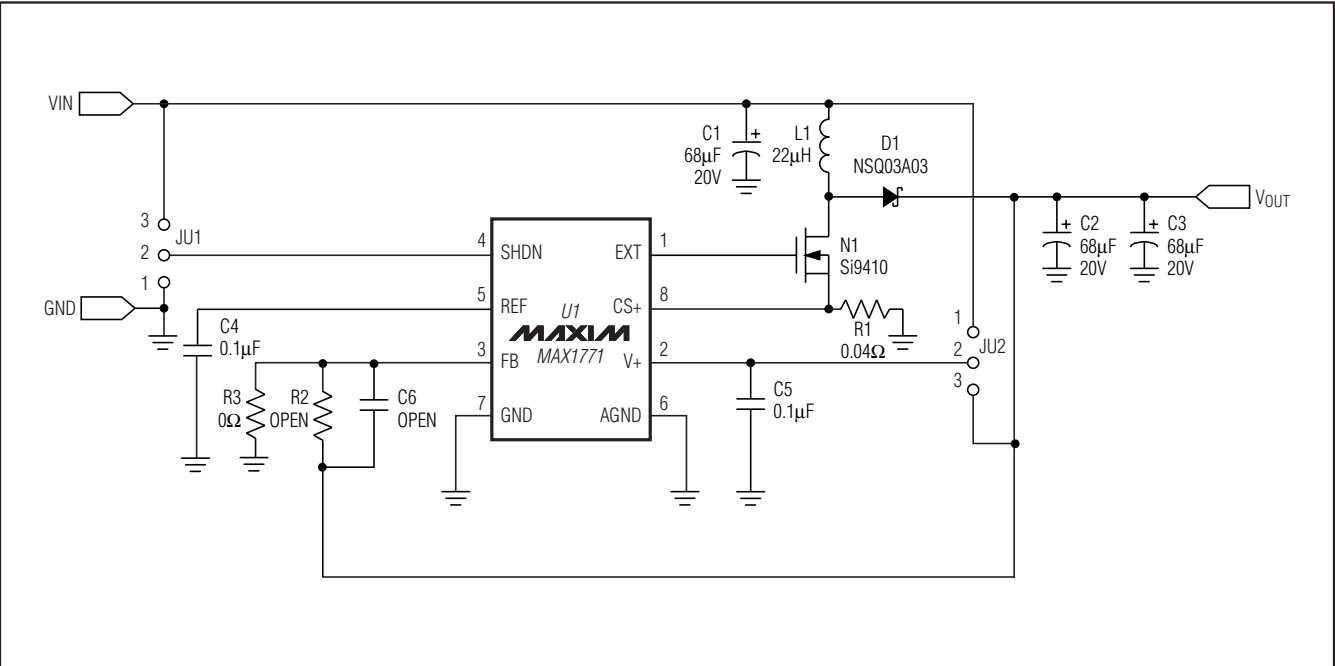 VIN
C1
+
68µF
20V
L1
22µH
D1
NSQ03A03
3
2
1
JU1
GND
4
SHDN
5
REF
3
FB
7
GND
U1
MAXIM
MAX1771
EXT
1
CS+
8
V+
2
AGND
6
N1
Si9410
R1
0.04Ω
C4
0.1µF
R3
0Ω
R2
OPEN
C6
OPEN
C5
0.1µF
1
2
3
JU2
+
C2
68µF
20V
+
C3
68µF
20V
VOUT